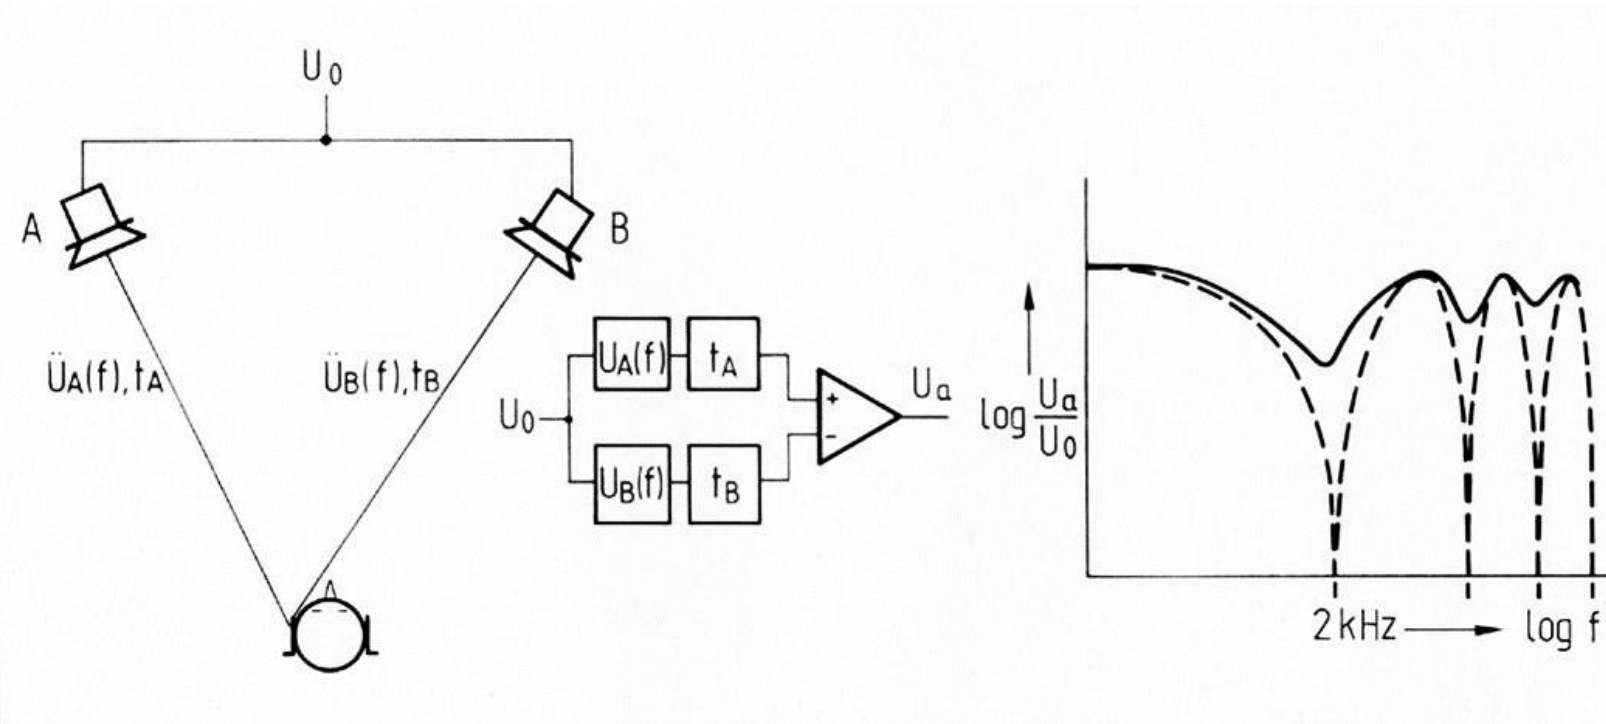 U₀
A
B
ÜA(f), tA
ÜB(f), tB
UA(f)
tA
U₀
+
−
Ua
UB(f)
tB
log Ua/U₀
2 kHz
log f